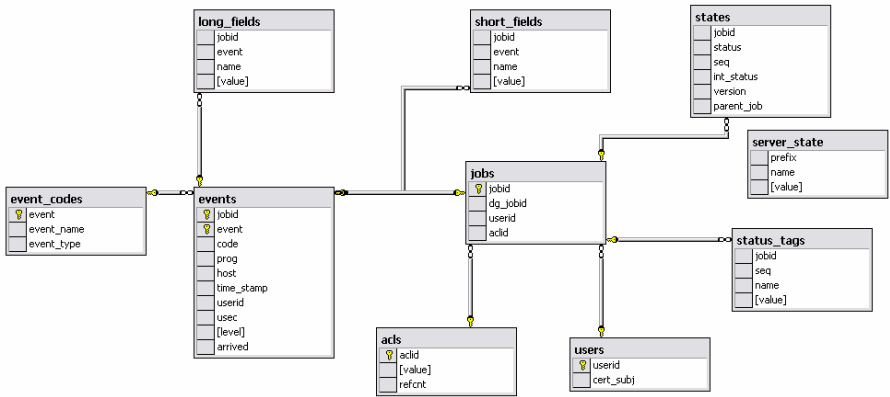 long_fields
jobid
event
name
[value]
short_fields
jobid
event
name
[value]
states
jobid
status
seq
int_status
version
parent_job
server_state
prefix
name
[value]
jobs
jobid
dg_jobid
userid
aclid
event_codes
event
event_name
event_type
events
jobid
event
code
prog
host
time_stamp
userid
usec
[level]
arrived
status_tags
jobid
seq
name
[value]
acls
aclid
[value]
refcnt
users
userid
cert_subj